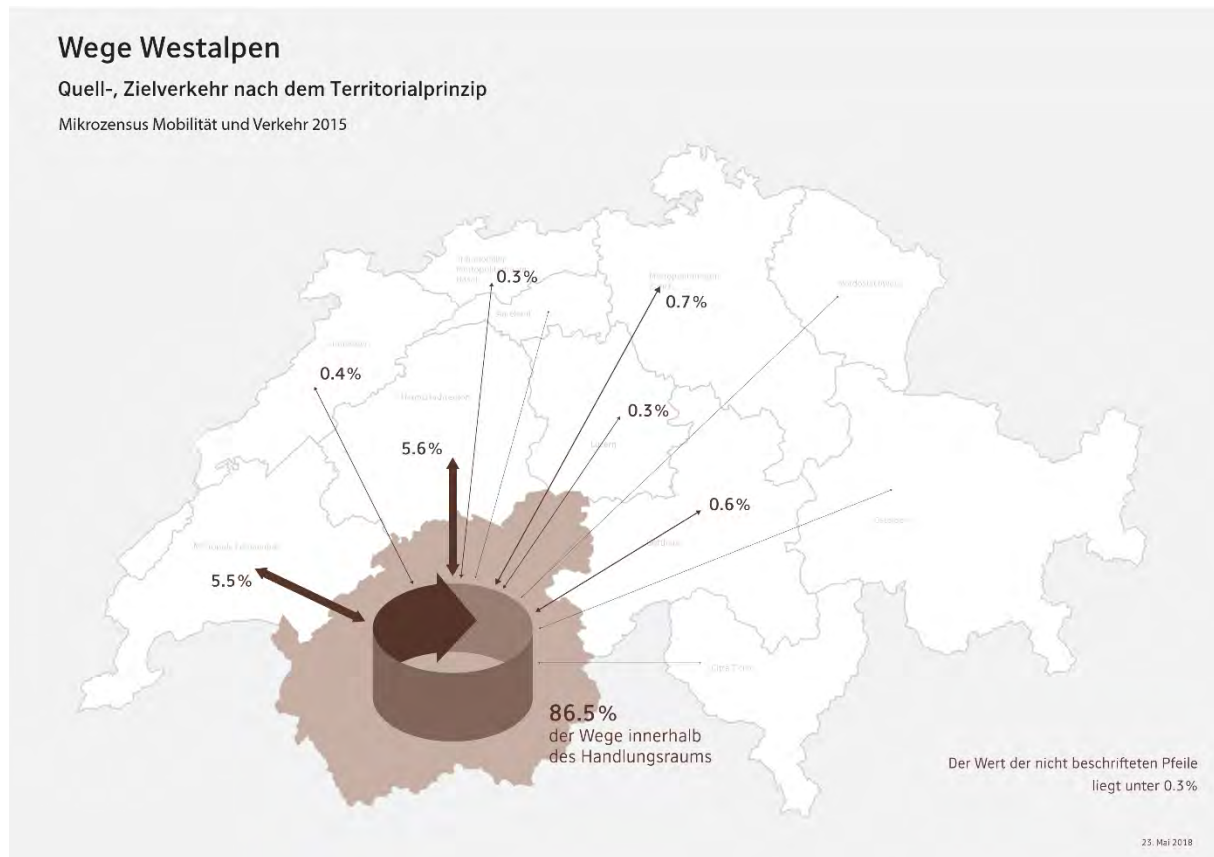 Wege Westalpen
Quell-, Zielverkehr nach dem Territorialprinzip
Mikrozensus Mobilität und Verkehr 2015
0.3%
0.7%
0.4%
0.3%
Luzern
5.6%
0.6%
5.5%
86.5%
der Wege innerhalb
des Handlungsraums
Der Wert der nicht beschrifteten Pfeile
liegt unter 0.3%
23. Mai 2018